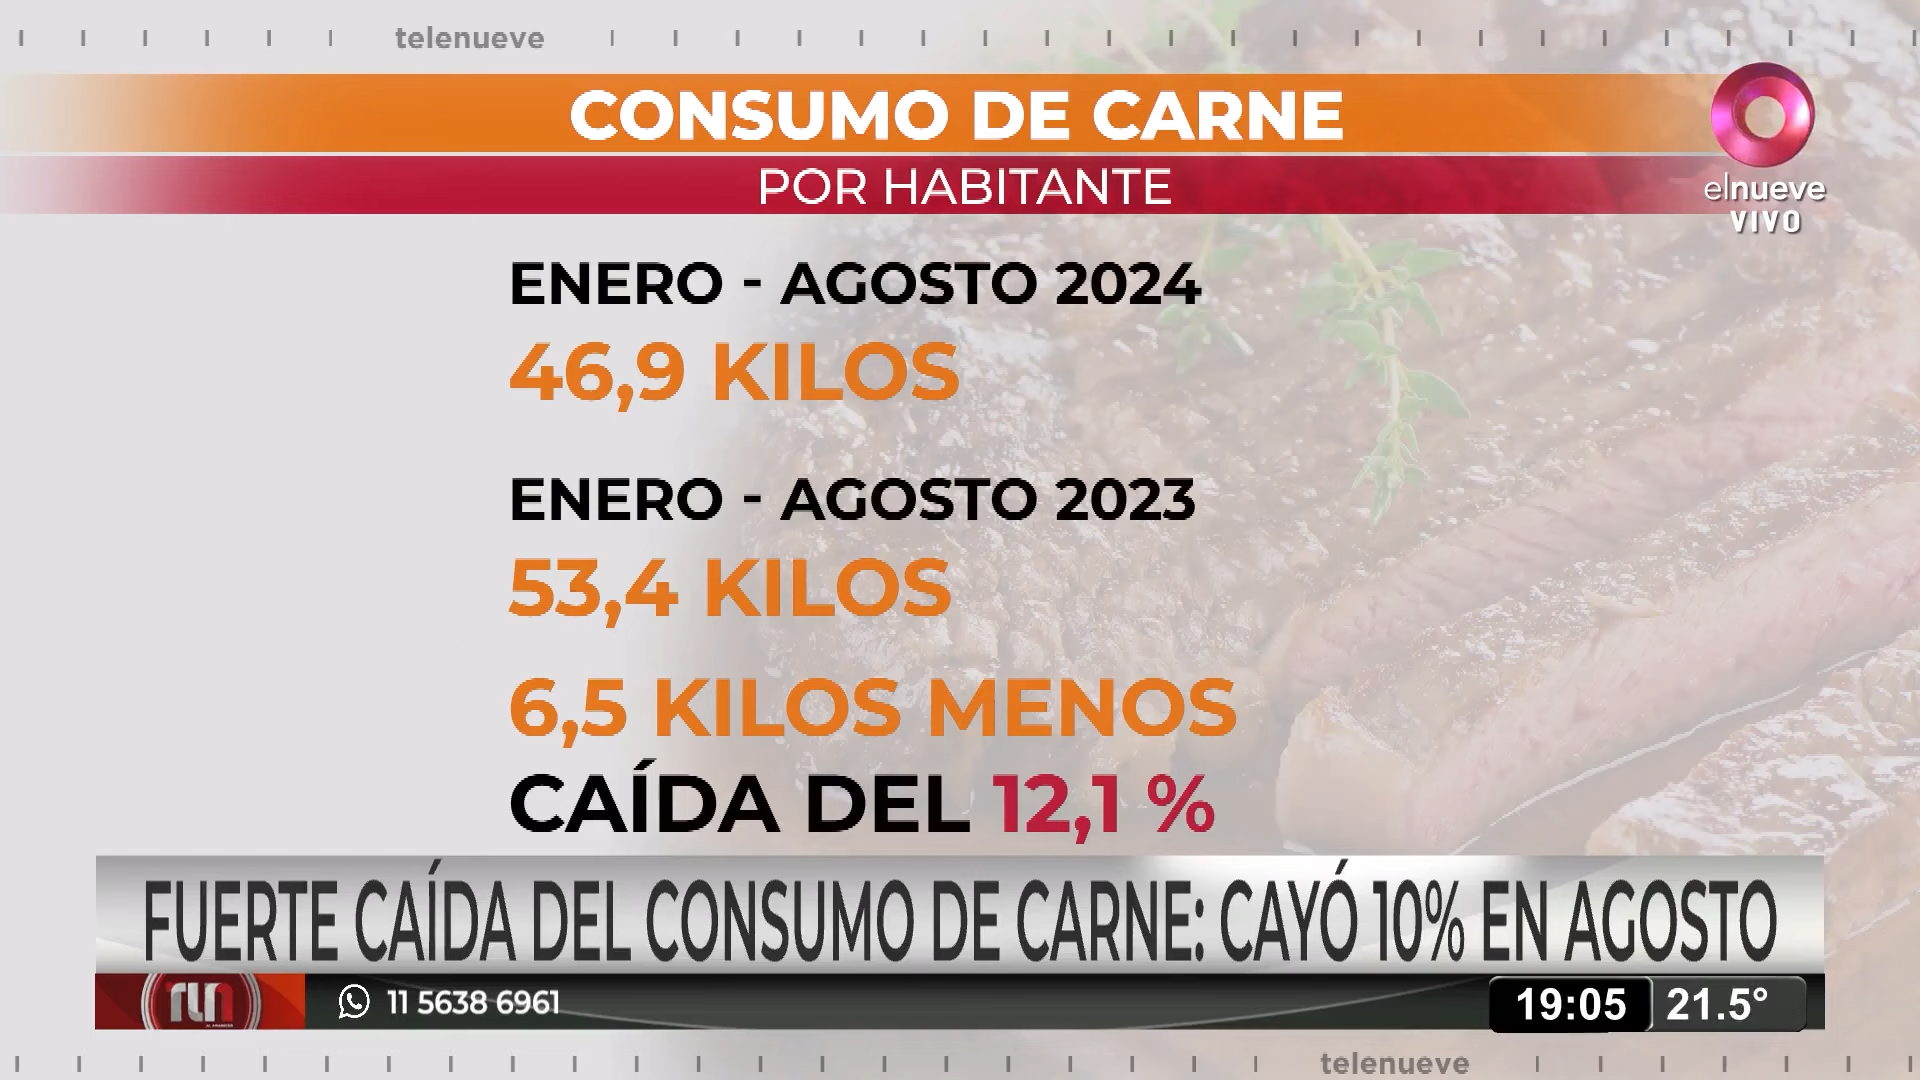 telenueve
CONSUMO DE CARNE
POR HABITANTE
elnueve
VIVO
ENERO - AGOSTO 2024
46,9 KILOS
ENERO - AGOSTO 2023
53,4 KILOS
6,5 KILOS MENOS
CAÍDA DEL 12,1 %
FUERTE CAÍDA DEL CONSUMO DE CARNE: CAYÓ 10% EN AGOSTO
11 5638 6961
19:05 21.5°
telenueve